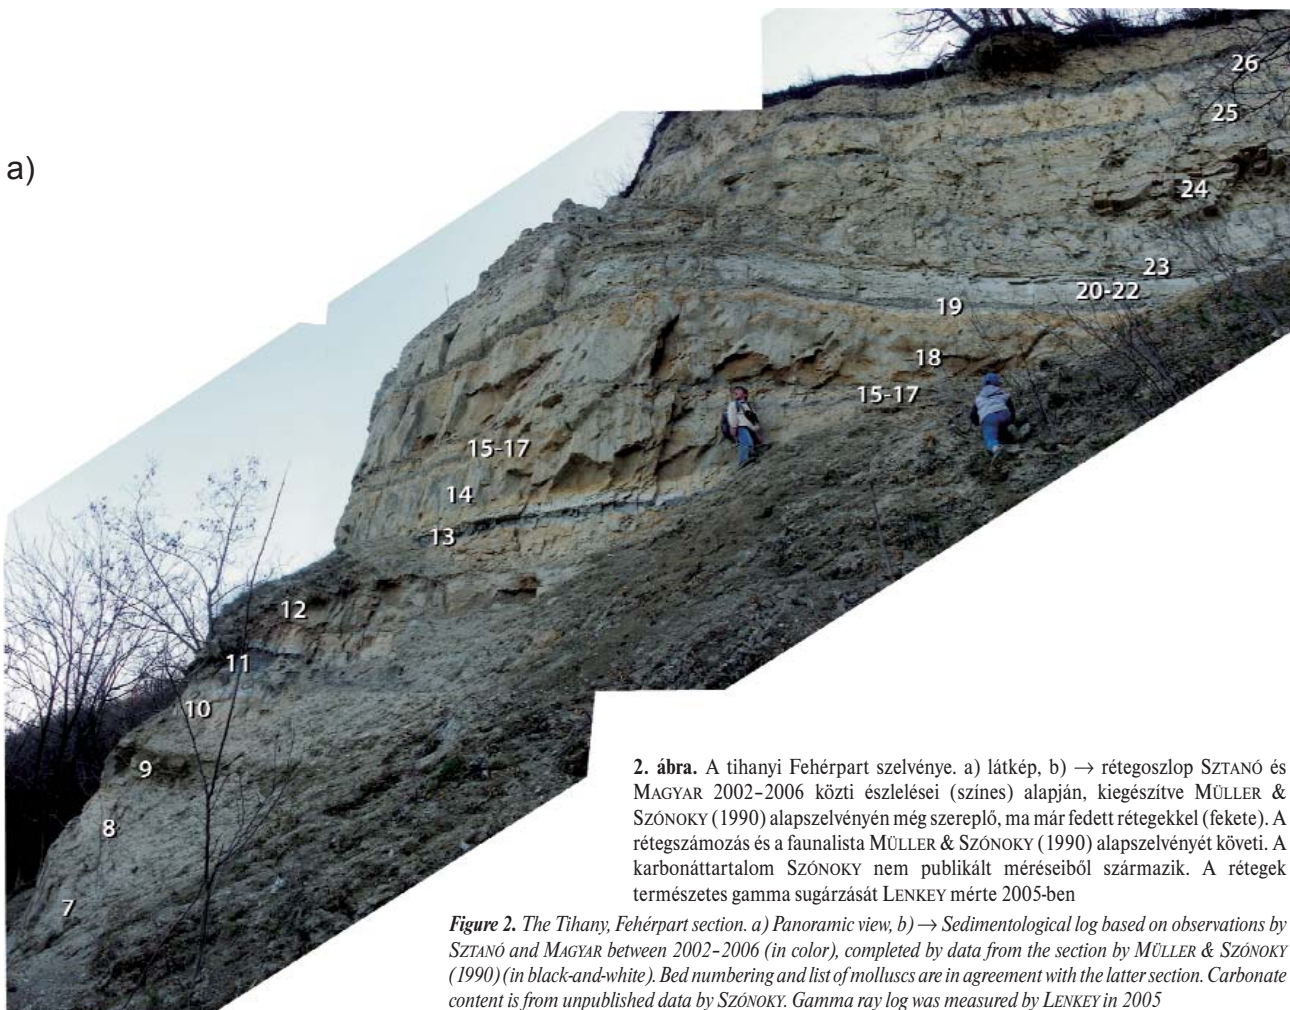 a)
26
25
24
23
20-22
19
18
15-17
15-17
14
13
12
11
10
9
8
7
2. ábra. A tihanyi Fehérpart szelvénye. a) látkép, b) → rétegoszlop SZTANÓ és
MAGYAR 2002–2006 közti észlelései (színes) alapján, kiegészítve MÜLLER &
SZÓNOKY (1990) alapszelvényén még szereplő, ma már fedett rétegekkel (fekete). A
rétegszámozás és a faunalista MÜLLER & SZÓNOKY (1990) alapszelvényét követi. A
karbonáttartalom SZÓNOKY nem publikált méréseiből származik. A rétegek
természetes gamma sugárzását LENKEY mérte 2005-ben
Figure 2. The Tihany, Fehérpart section. a) Panoramic view, b) → Sedimentological log based on observations by
SZTANÓ and MAGYAR between 2002–2006 (in color), completed by data from the section by MÜLLER & SZÓNOKY
(1990) (in black-and-white). Bed numbering and list of molluscs are in agreement with the latter section. Carbonate
content is from unpublished data by SZÓNOKY. Gamma ray log was measured by LENKEY in 2005